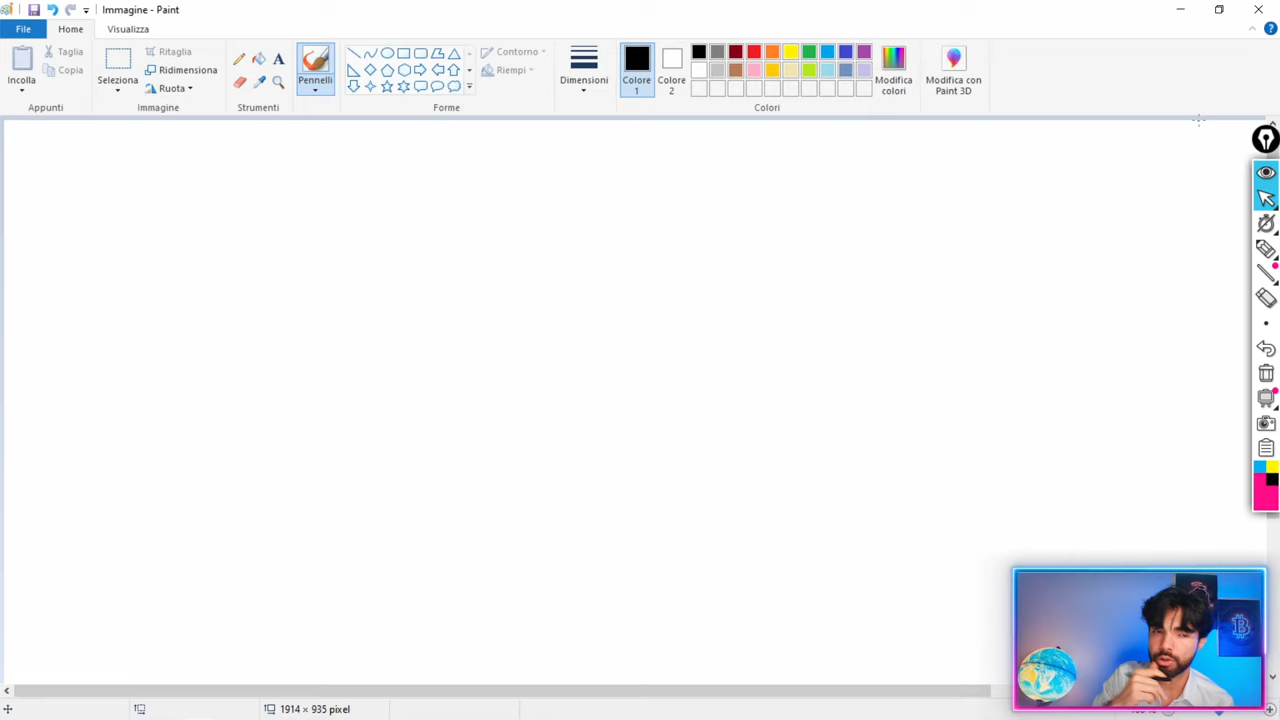 Immagine - Paint
File
Home
Visualizza
Incolla
Taglia
Copia
Appunti
Seleziona
Ritaglia
Ridimensiona
Ruota
Immagine
Strumenti
Pennelli
Forme
Contorno
Riempi
Dimensioni
Colore
1
Colore
2
Colori
Modifica
colori
Modifica con
Paint 3D
1914 × 935 pixel